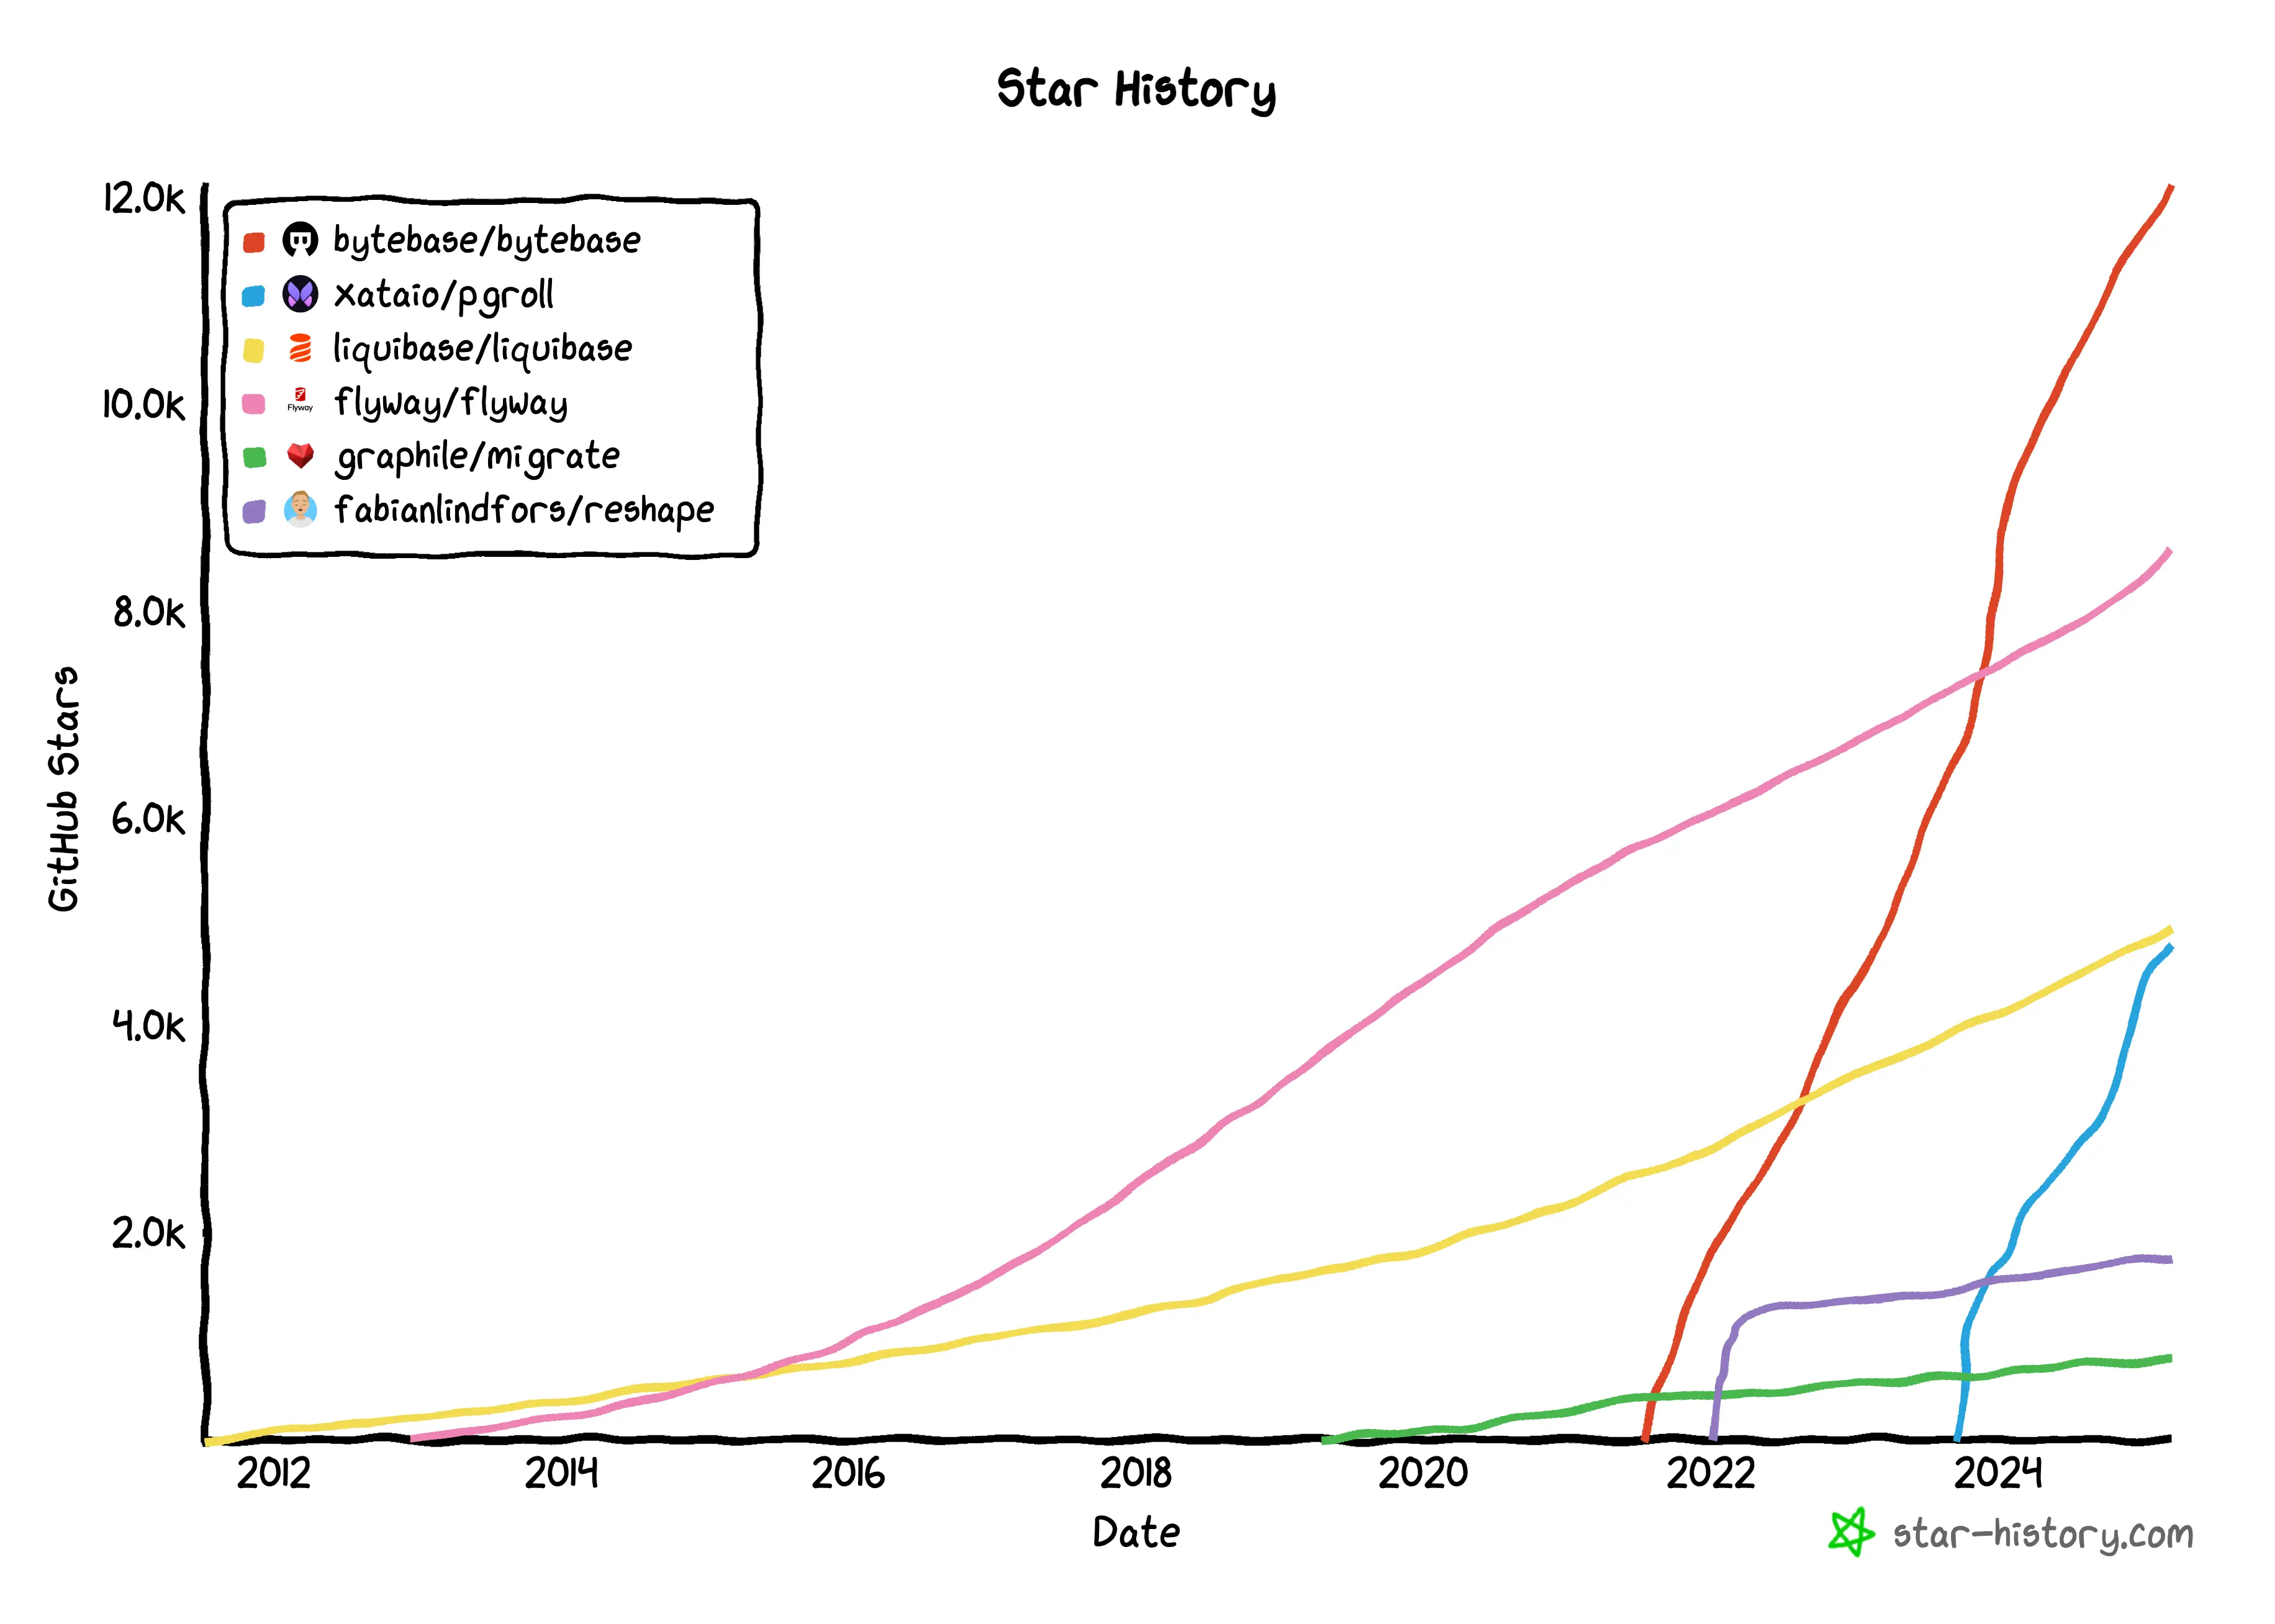 Star History
12.0K
10.0K
8.0K
6.0K
4.0K
2.0K
GitHub Stars
bytebase/bytebase
xataio/pgroll
liquibase/liquibase
Flyway
flyway/flyway
graphile/migrate
fabianlindfors/reshape
2012
2014
2016
2018
2020
2022
2024
Date
star-history.com